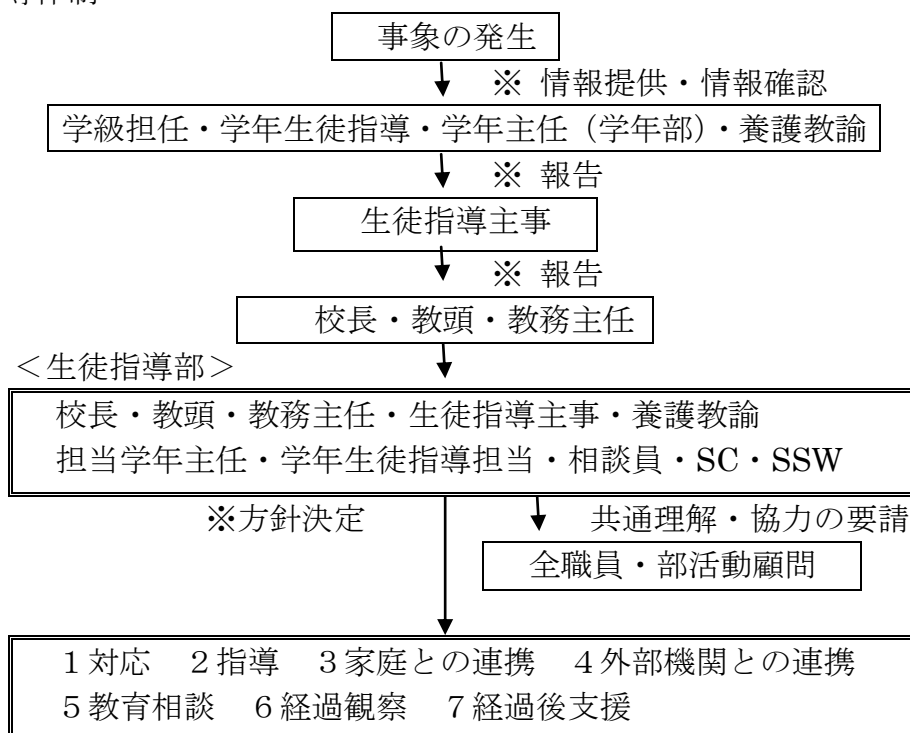 事象の発生
※ 情報提供・情報確認
学級担任・学年生徒指導・学年主任（学年部）・養護教諭
※ 報告
生徒指導主事
※ 報告
校長・教頭・教務主任
＜生徒指導部＞
校長・教頭・教務主任・生徒指導主事・養護教諭
担当学年主任・学年生徒指導担当・相談員・SC・SSW
※方針決定
共通理解・協力の要請
全職員・部活動顧問
１対応　２指導　３家庭との連携　４外部機関との連携
５教育相談　６経過観察　７経過後支援